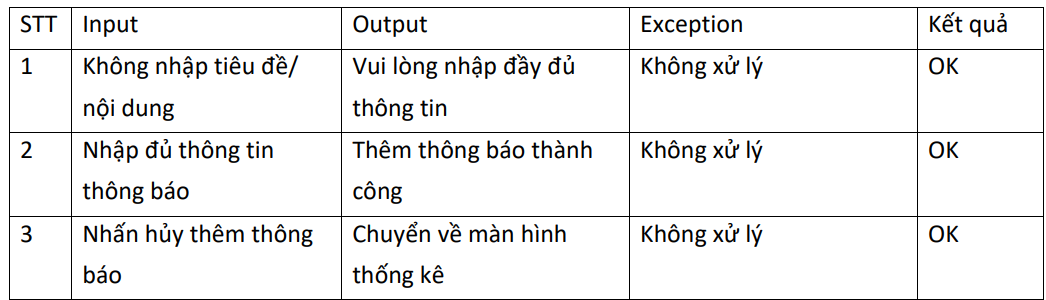 STT Input Output Exception Kết quả
1 Không nhập tiêu đề/ Vui lòng nhập đầy đủ Không xử lý OK
nội dung thông tin
2 Nhập đủ thông tin Thêm thông báo thành Không xử lý OK
thông báo công
3 Nhấn hủy thêm thông Chuyển về màn hình Không xử lý OK
báo thống kê